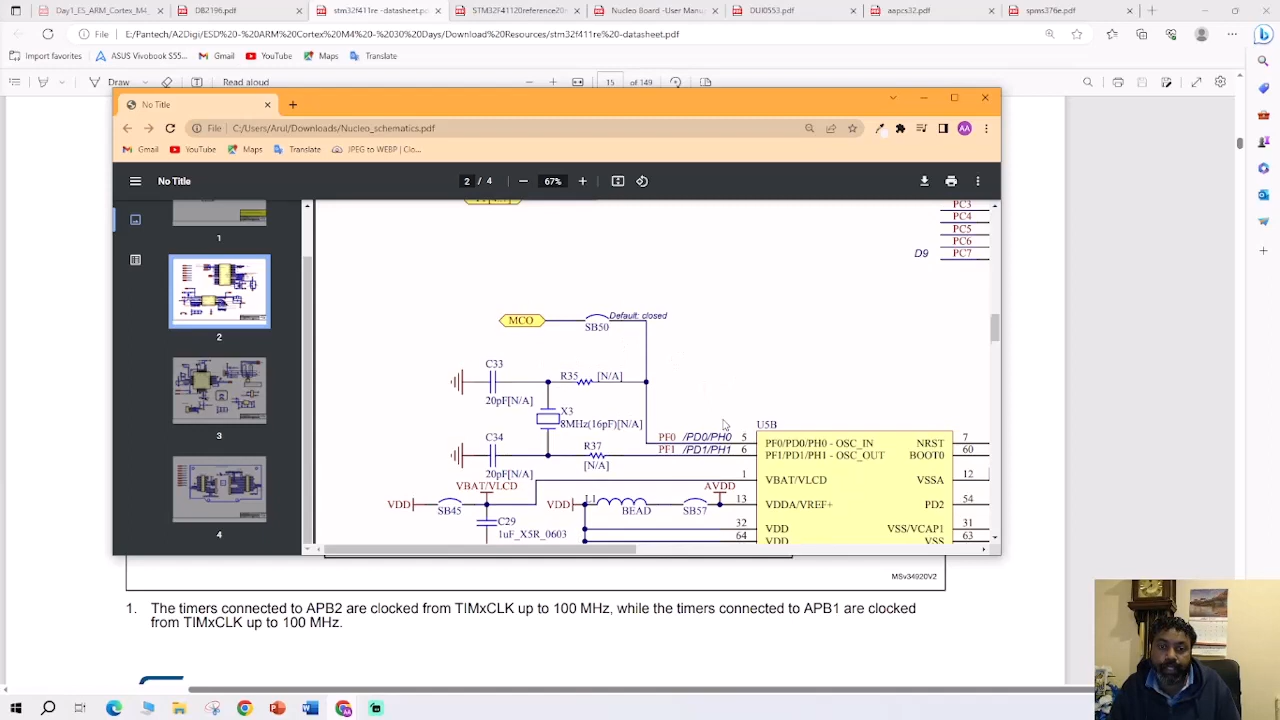 Day1_ES_ARM_Cortex_M4_
DB2196.pdf
stm32f411re -datasheet.pdf
STM32F41120reference20
Nucleo Board -User Manual
DUI0553.pdf
aapcs32.pdf
spms376e.pdf
File
E:/Pantech/A2Digi/ESD%20-%20ARM%20Cortex%20M4%20-%2030%20Days/Download%20Resources/stm32f411re%20-datasheet.pdf
Import favorites
ASUS Vivobook S55...
Gmail
YouTube
Maps
Translate
Draw
Read aloud
15
of 149
No Title
File
C:/Users/Arul/Downloads/Nucleo_schematics.pdf
AA
Gmail
YouTube
Maps
Translate
JPEG to WEBP | Clo...
No Title
2 / 4
67%
1
2
3
4
PC3
PC4
PC5
PC6
D9
PC7
MCO
SB50
Default: closed
C33
20pF[N/A]
R35
[N/A]
X3
8MHz(16pF)[N/A]
C34
20pF[N/A]
R37
[N/A]
PF0 /PD0/PH0 5
PF1 /PD1/PH1 6
U5B
PF0/PD0/PH0 - OSC_IN
PF1/PD1/PH1 - OSC_OUT
NRST 7
BOOT0 60
VBAT/VLCD
1
VBAT/VLCD
VSSA 12
VDD
SB45
VDD
L1
BEAD
SB57
AVDD
13
VDDA/VREF+
PD2 54
C29
1uF_X5R_0603
32
VDD
VSS/VCAP1 31
64
VDD
VSS 63
MSv34920V2
1. The timers connected to APB2 are clocked from TIMxCLK up to 100 MHz, while the timers connected to APB1 are clocked
from TIMxCLK up to 100 MHz.